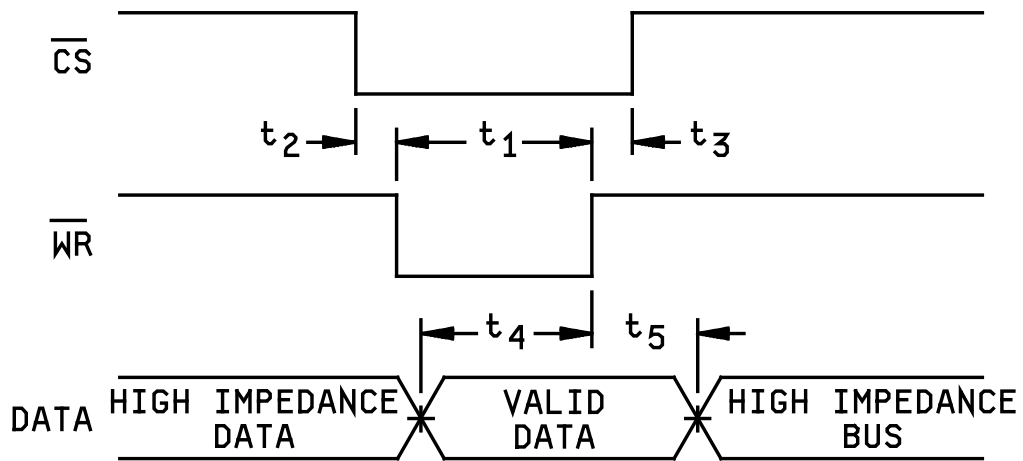 CS
t2
t1
t3
WR
t4
t5
DATA
HIGH IMPEDANCE
DATA
VALID
DATA
HIGH IMPEDANCE
BUS